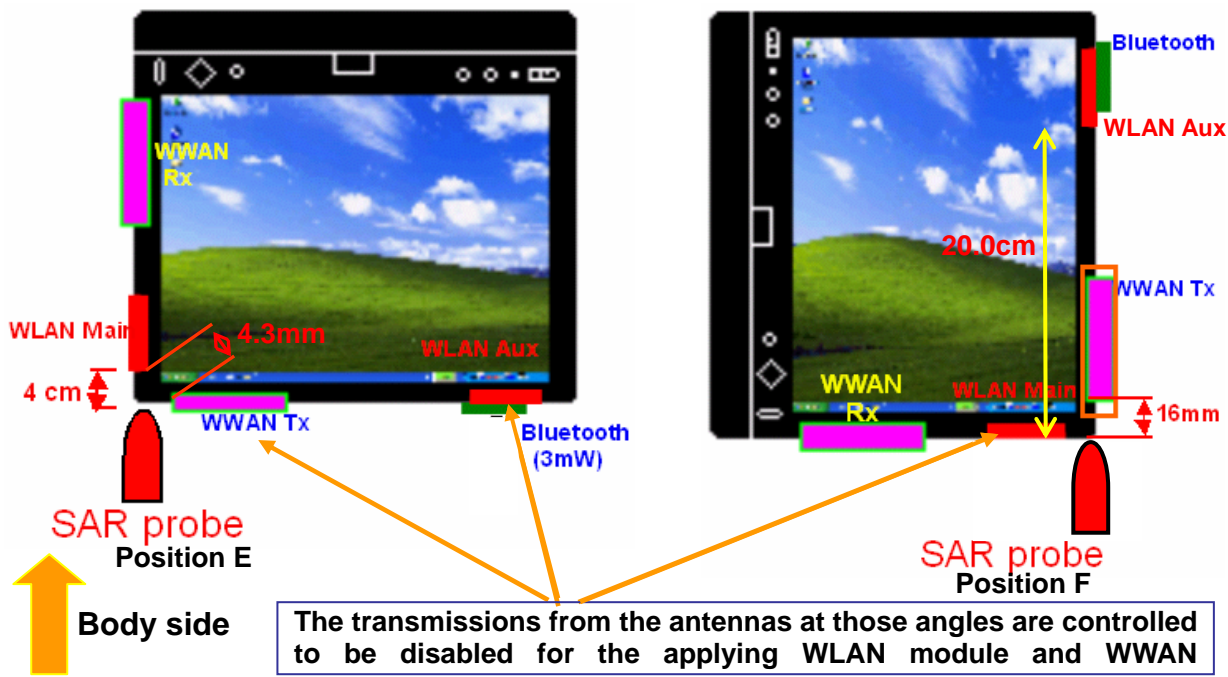 WWAN
Rx
WLAN Main
4.3mm
WLAN Aux
4 cm
WWAN Tx
Bluetooth
(3mW)
SAR probe
Position E
Body side
Bluetooth
WLAN Aux
20.0cm
WWAN Tx
WWAN
Rx
WLAN Main
16mm
SAR probe
Position F
The transmissions from the antennas at those angles are controlled
to be disabled for the applying WLAN module and WWAN